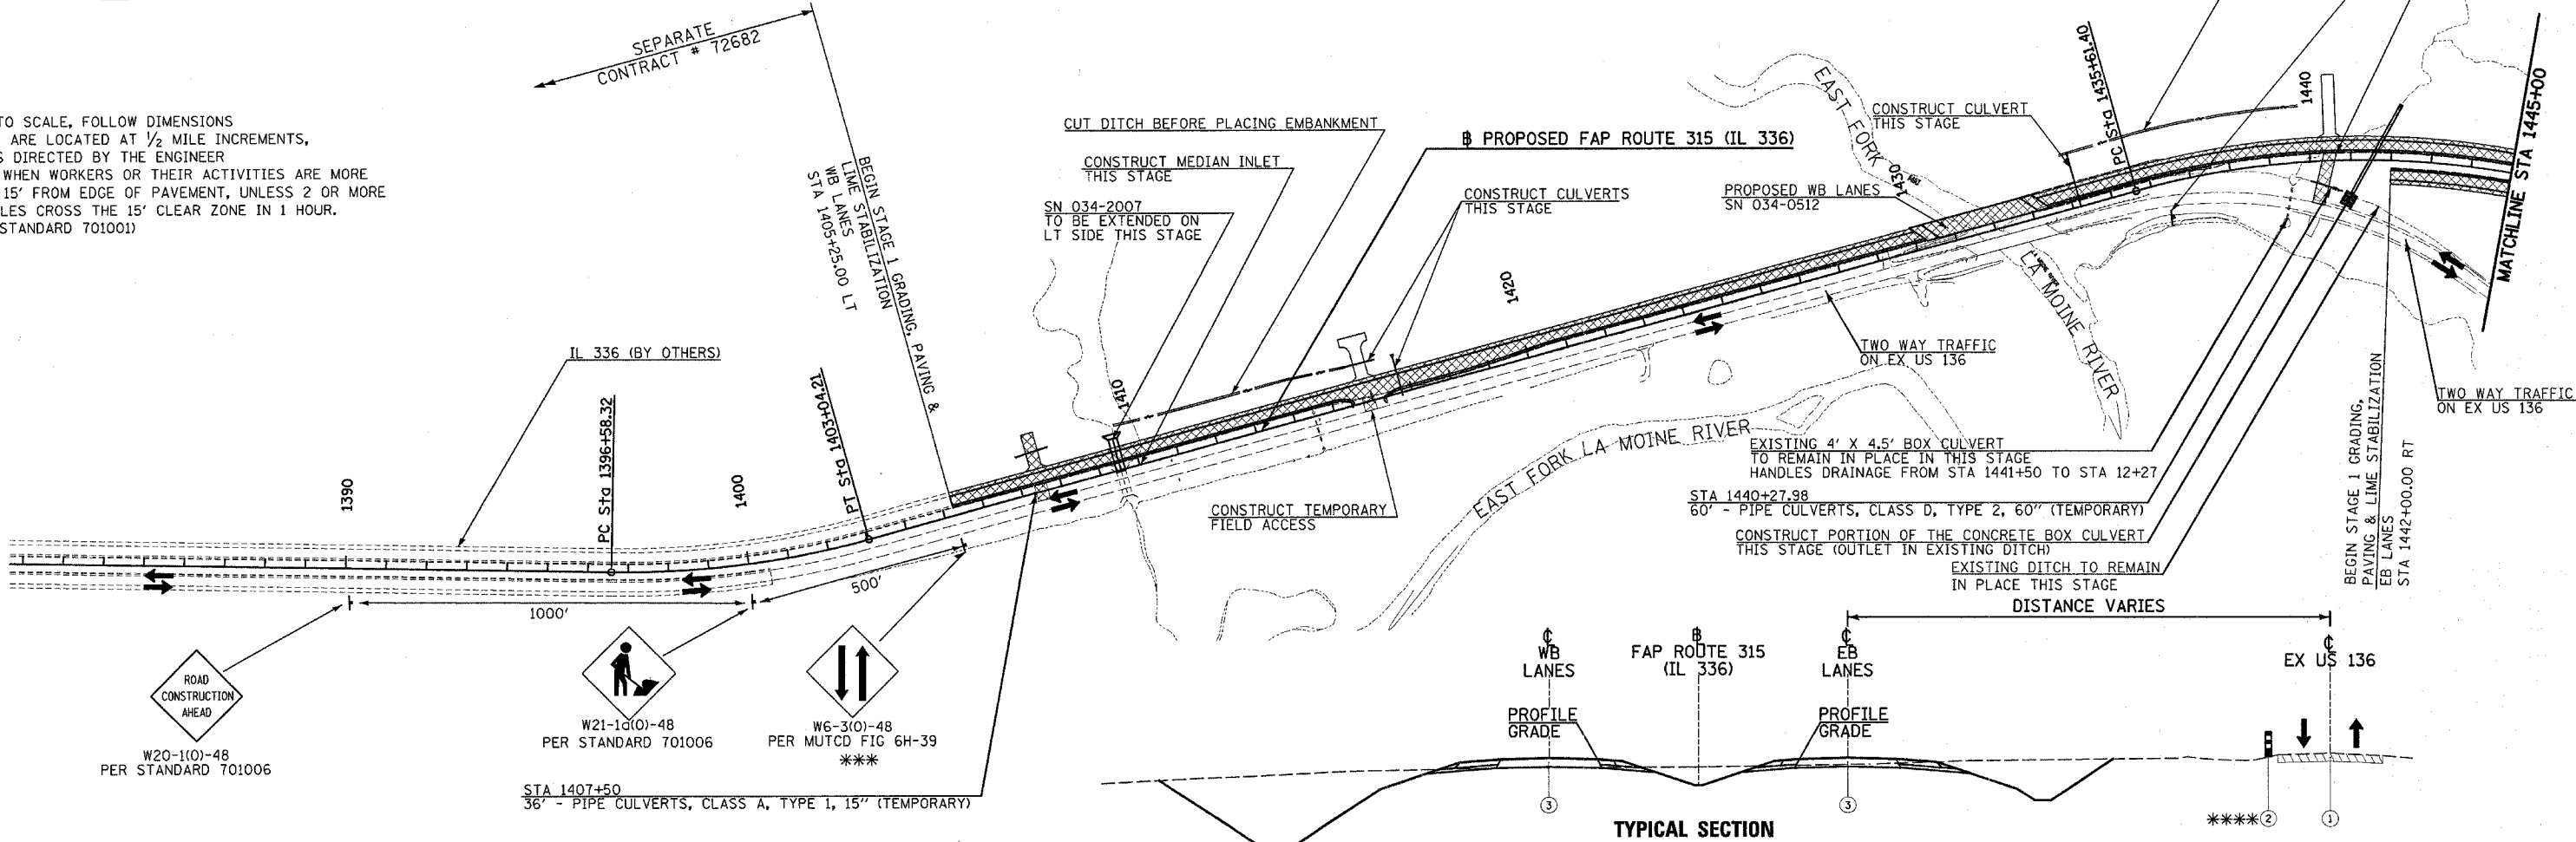 SEPARATE
CONTRACT # 72682
TO SCALE, FOLLOW DIMENSIONS
ARE LOCATED AT 1/2 MILE INCREMENTS,
S DIRECTED BY THE ENGINEER
WHEN WORKERS OR THEIR ACTIVITIES ARE MORE
15' FROM EDGE OF PAVEMENT, UNLESS 2 OR MORE
LES CROSS THE 15' CLEAR ZONE IN 1 HOUR.
STANDARD 701001)
BEGIN STAGE 1 GRADING, PAVING &
LIME STABILIZATION
WB LANES
STA 1405+25.00 LT
CUT DITCH BEFORE PLACING EMBANKMENT
CONSTRUCT MEDIAN INLET
THIS STAGE
SN 034-2007
TO BE EXTENDED ON
LT SIDE THIS STAGE
B PROPOSED FAP ROUTE 315 (IL 336)
CONSTRUCT CULVERTS
THIS STAGE
PROPOSED WB LANES
SN 034-0512
CONSTRUCT CULVERT
THIS STAGE
EAST FORK
LA MOINE RIVER
PC Sta 1435+61.40
1440
1430
1420
1410
1400
1390
MATCHLINE STA 1445+00
TWO WAY TRAFFIC
ON EX US 136
TWO WAY TRAFFIC
ON EX US 136
IL 336 (BY OTHERS)
PC Sta 1396+58.32
PT Sta 1403+04.21
EAST FORK LA MOINE RIVER
CONSTRUCT TEMPORARY
FIELD ACCESS
EXISTING 4' X 4.5' BOX CULVERT
TO REMAIN IN PLACE IN THIS STAGE
HANDLES DRAINAGE FROM STA 1441+50 TO STA 12+27
STA 1440+27.98
60' - PIPE CULVERTS, CLASS D, TYPE 2, 60" (TEMPORARY)
CONSTRUCT PORTION OF THE CONCRETE BOX CULVERT
THIS STAGE (OUTLET IN EXISTING DITCH)
EXISTING DITCH TO REMAIN
IN PLACE THIS STAGE
BEGIN STAGE 1 GRADING,
PAVING & LIME STABILIZATION
EB LANES
STA 1442+00.00 RT
1000'
500'
ROAD
CONSTRUCTION
AHEAD
W20-1(0)-48
PER STANDARD 701006
W21-1a(0)-48
PER STANDARD 701006
W6-3(0)-48
PER MUTCD FIG 6H-39
***
STA 1407+50
36' - PIPE CULVERTS, CLASS A, TYPE 1, 15" (TEMPORARY)
DISTANCE VARIES
℄
WB
LANES
B
FAP ROUTE 315
(IL 336)
℄
EB
LANES
℄
EX US 136
PROFILE
GRADE
PROFILE
GRADE
3
3
****2
1
TYPICAL SECTION